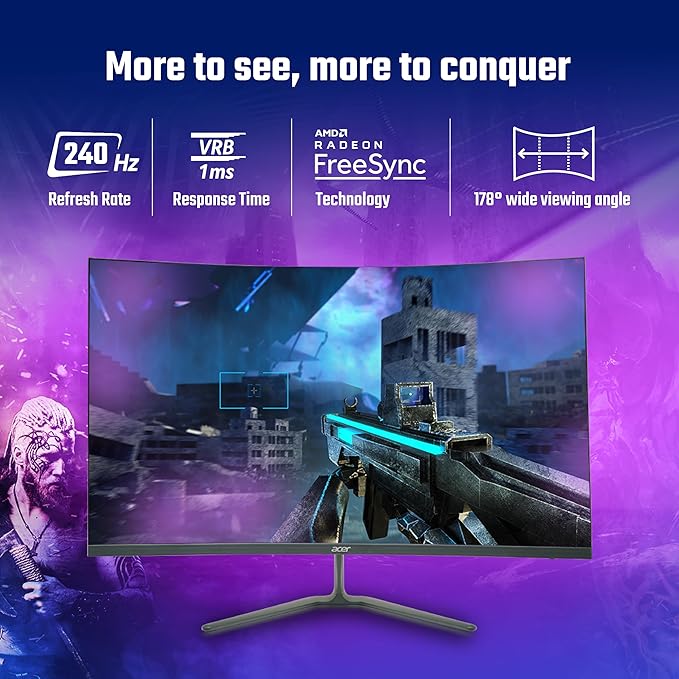 More to see, more to conquer
240 Hz
Refresh Rate
VRB
1ms
Response Time
AMD
RADEON
FreeSync
Technology
178° wide viewing angle
acer